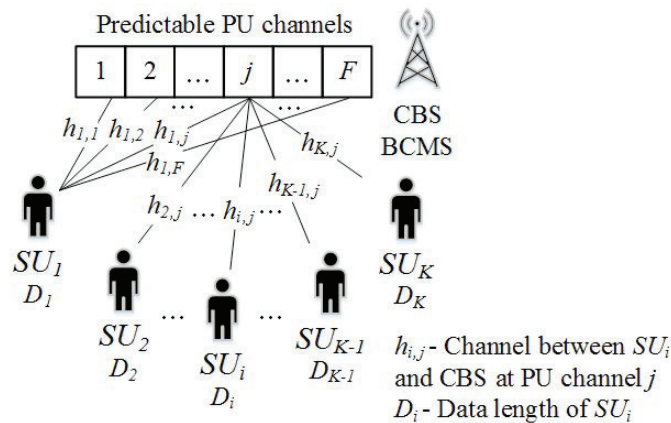 Predictable PU channels
1 2 ... j ... F
... ...
CBS
BCMS
h1,1 h1,2 h1,j
h1,F
hK,j
hK-1,j
h2,j ... hi,j ...
SU1
D1
SUK
DK
SU2
D2
...
SUi
Di
...
SUK-1
DK-1
hi,j - Channel between SUi
and CBS at PU channel j
Di - Data length of SUi